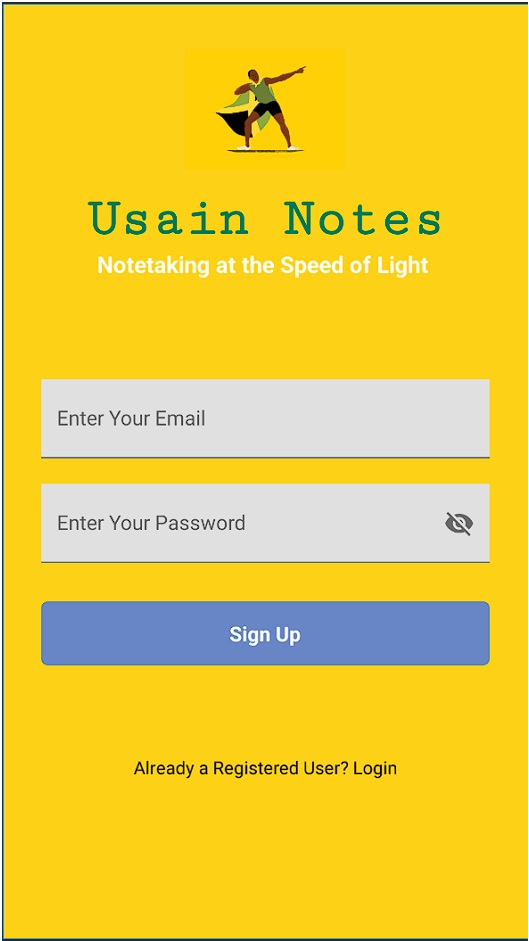 Usain Notes
Notetaking at the Speed of Light
Enter Your Email
Enter Your Password
Sign Up
Already a Registered User? Login